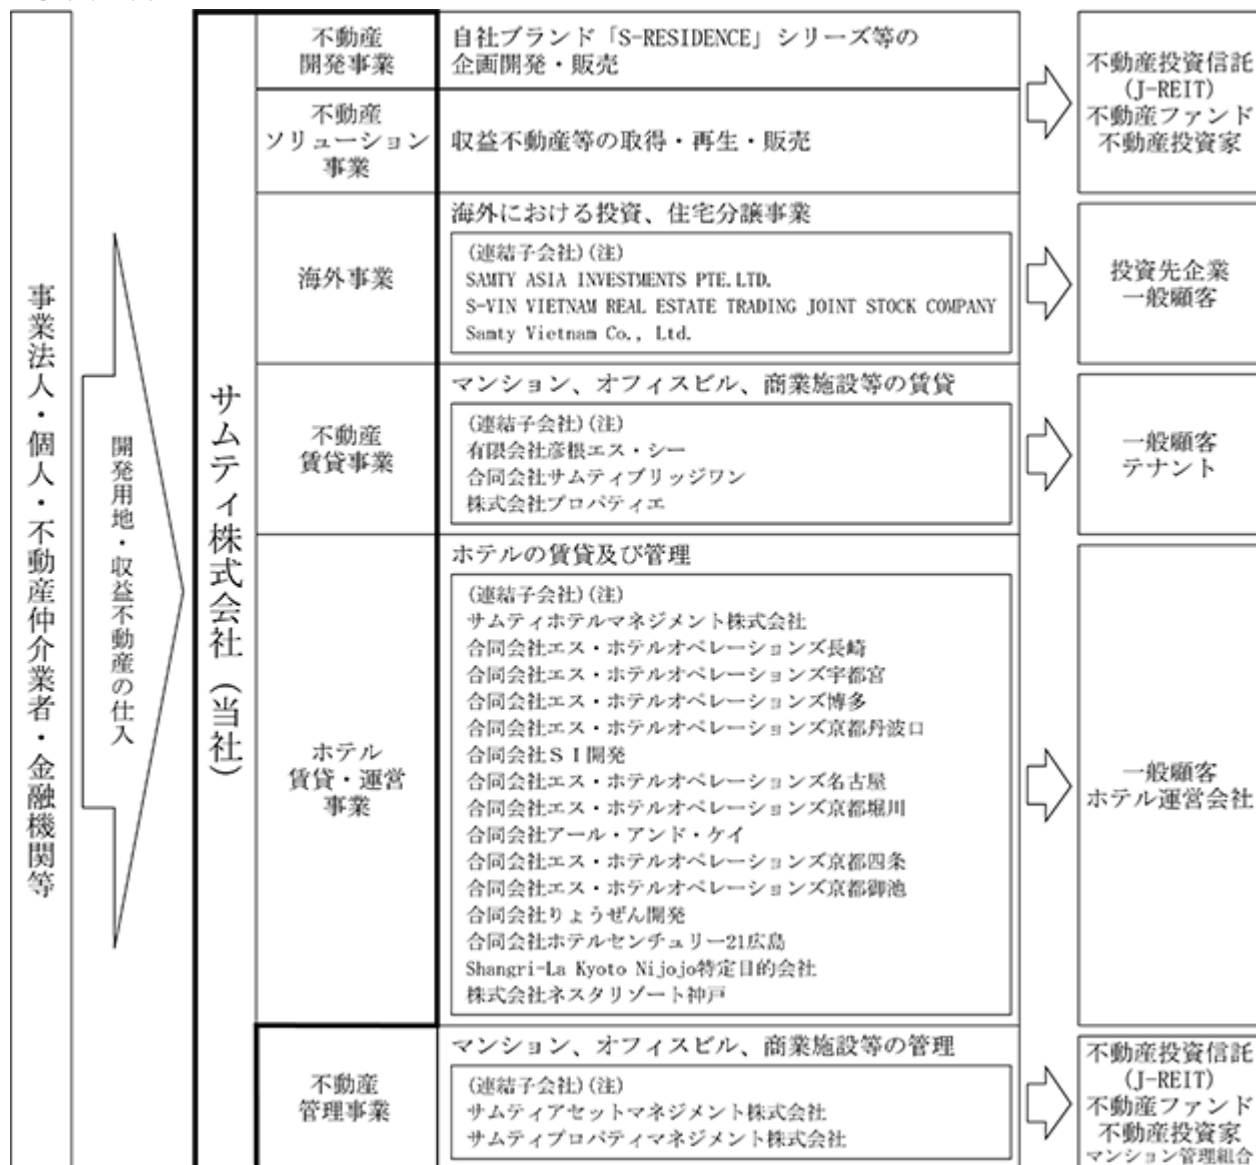 事業法人・個人・不動産仲介業者・金融機関等
開発用地・収益不動産の仕入
サムティ株式会社(当社)
不動産
開発事業
自社ブランド「S-RESIDENCE」シリーズ等の
企画開発・販売
不動産
ソリューション
事業
収益不動産等の取得・再生・販売
不動産投資信託
(J-REIT)
不動産ファンド
不動産投資家
海外事業
海外における投資、住宅分譲事業
(連結子会社)(注)
SAMTY ASIA INVESTMENTS PTE.LTD.
S-VIN VIETNAM REAL ESTATE TRADING JOINT STOCK COMPANY
Samty Vietnam Co., Ltd.
投資先企業
一般顧客
不動産
賃貸事業
マンション、オフィスビル、商業施設等の賃貸
(連結子会社)(注)
有限会社彦根エス・シー
合同会社サムティブリッジワン
株式会社プロパティエ
一般顧客
テナント
ホテル
賃貸・運営
事業
ホテルの賃貸及び管理
(連結子会社)(注)
サムティホテルマネジメント株式会社
合同会社エス・ホテルオペレーションズ長崎
合同会社エス・ホテルオペレーションズ宇都宮
合同会社エス・ホテルオペレーションズ博多
合同会社エス・ホテルオペレーションズ京都丹波口
合同会社SI開発
合同会社エス・ホテルオペレーションズ名古屋
合同会社エス・ホテルオペレーションズ京都堀川
合同会社アール・アンド・ケイ
合同会社エス・ホテルオペレーションズ京都四条
合同会社エス・ホテルオペレーションズ京都御池
合同会社りょうぜん開発
合同会社ホテルセンチュリー21広島
Shangri-La Kyoto Nijojo特定目的会社
株式会社ネスタリゾート神戸
一般顧客
ホテル運営会社
不動産
管理事業
マンション、オフィスビル、商業施設等の管理
(連結子会社)(注)
サムティアセットマネジメント株式会社
サムティプロパティマネジメント株式会社
不動産投資信託
(J-REIT)
不動産ファンド
不動産投資家
マンション管理組合